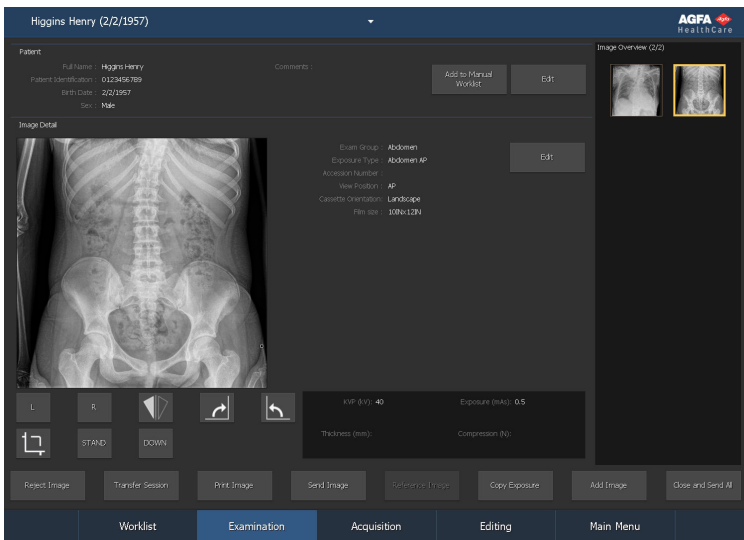 Higgins Henry (2/2/1957)
AGFA
HealthCare
Patient
Full Name : Higgins Henry
Comments :
Patient Identification : 0123456789
Birth Date : 2/2/1957
Sex : Male
Add to Manual
Worklist
Edit
Image Overview (2/2)
Image Detail
Exam Group : Abdomen
Exposure Type : Abdomen AP
Accession Number :
View Position : AP
Cassette Orientation: Landscape
Film size : 10INx12IN
Edit
L
R
STAND
DOWN
KVP (kV): 40
Exposure (mAs): 0.5
Thickness (mm):
Compression (N):
Reject Image
Transfer Session
Print Image
Send Image
Reference Image
Copy Exposure
Add Image
Close and Send All
Worklist
Examination
Acquisition
Editing
Main Menu